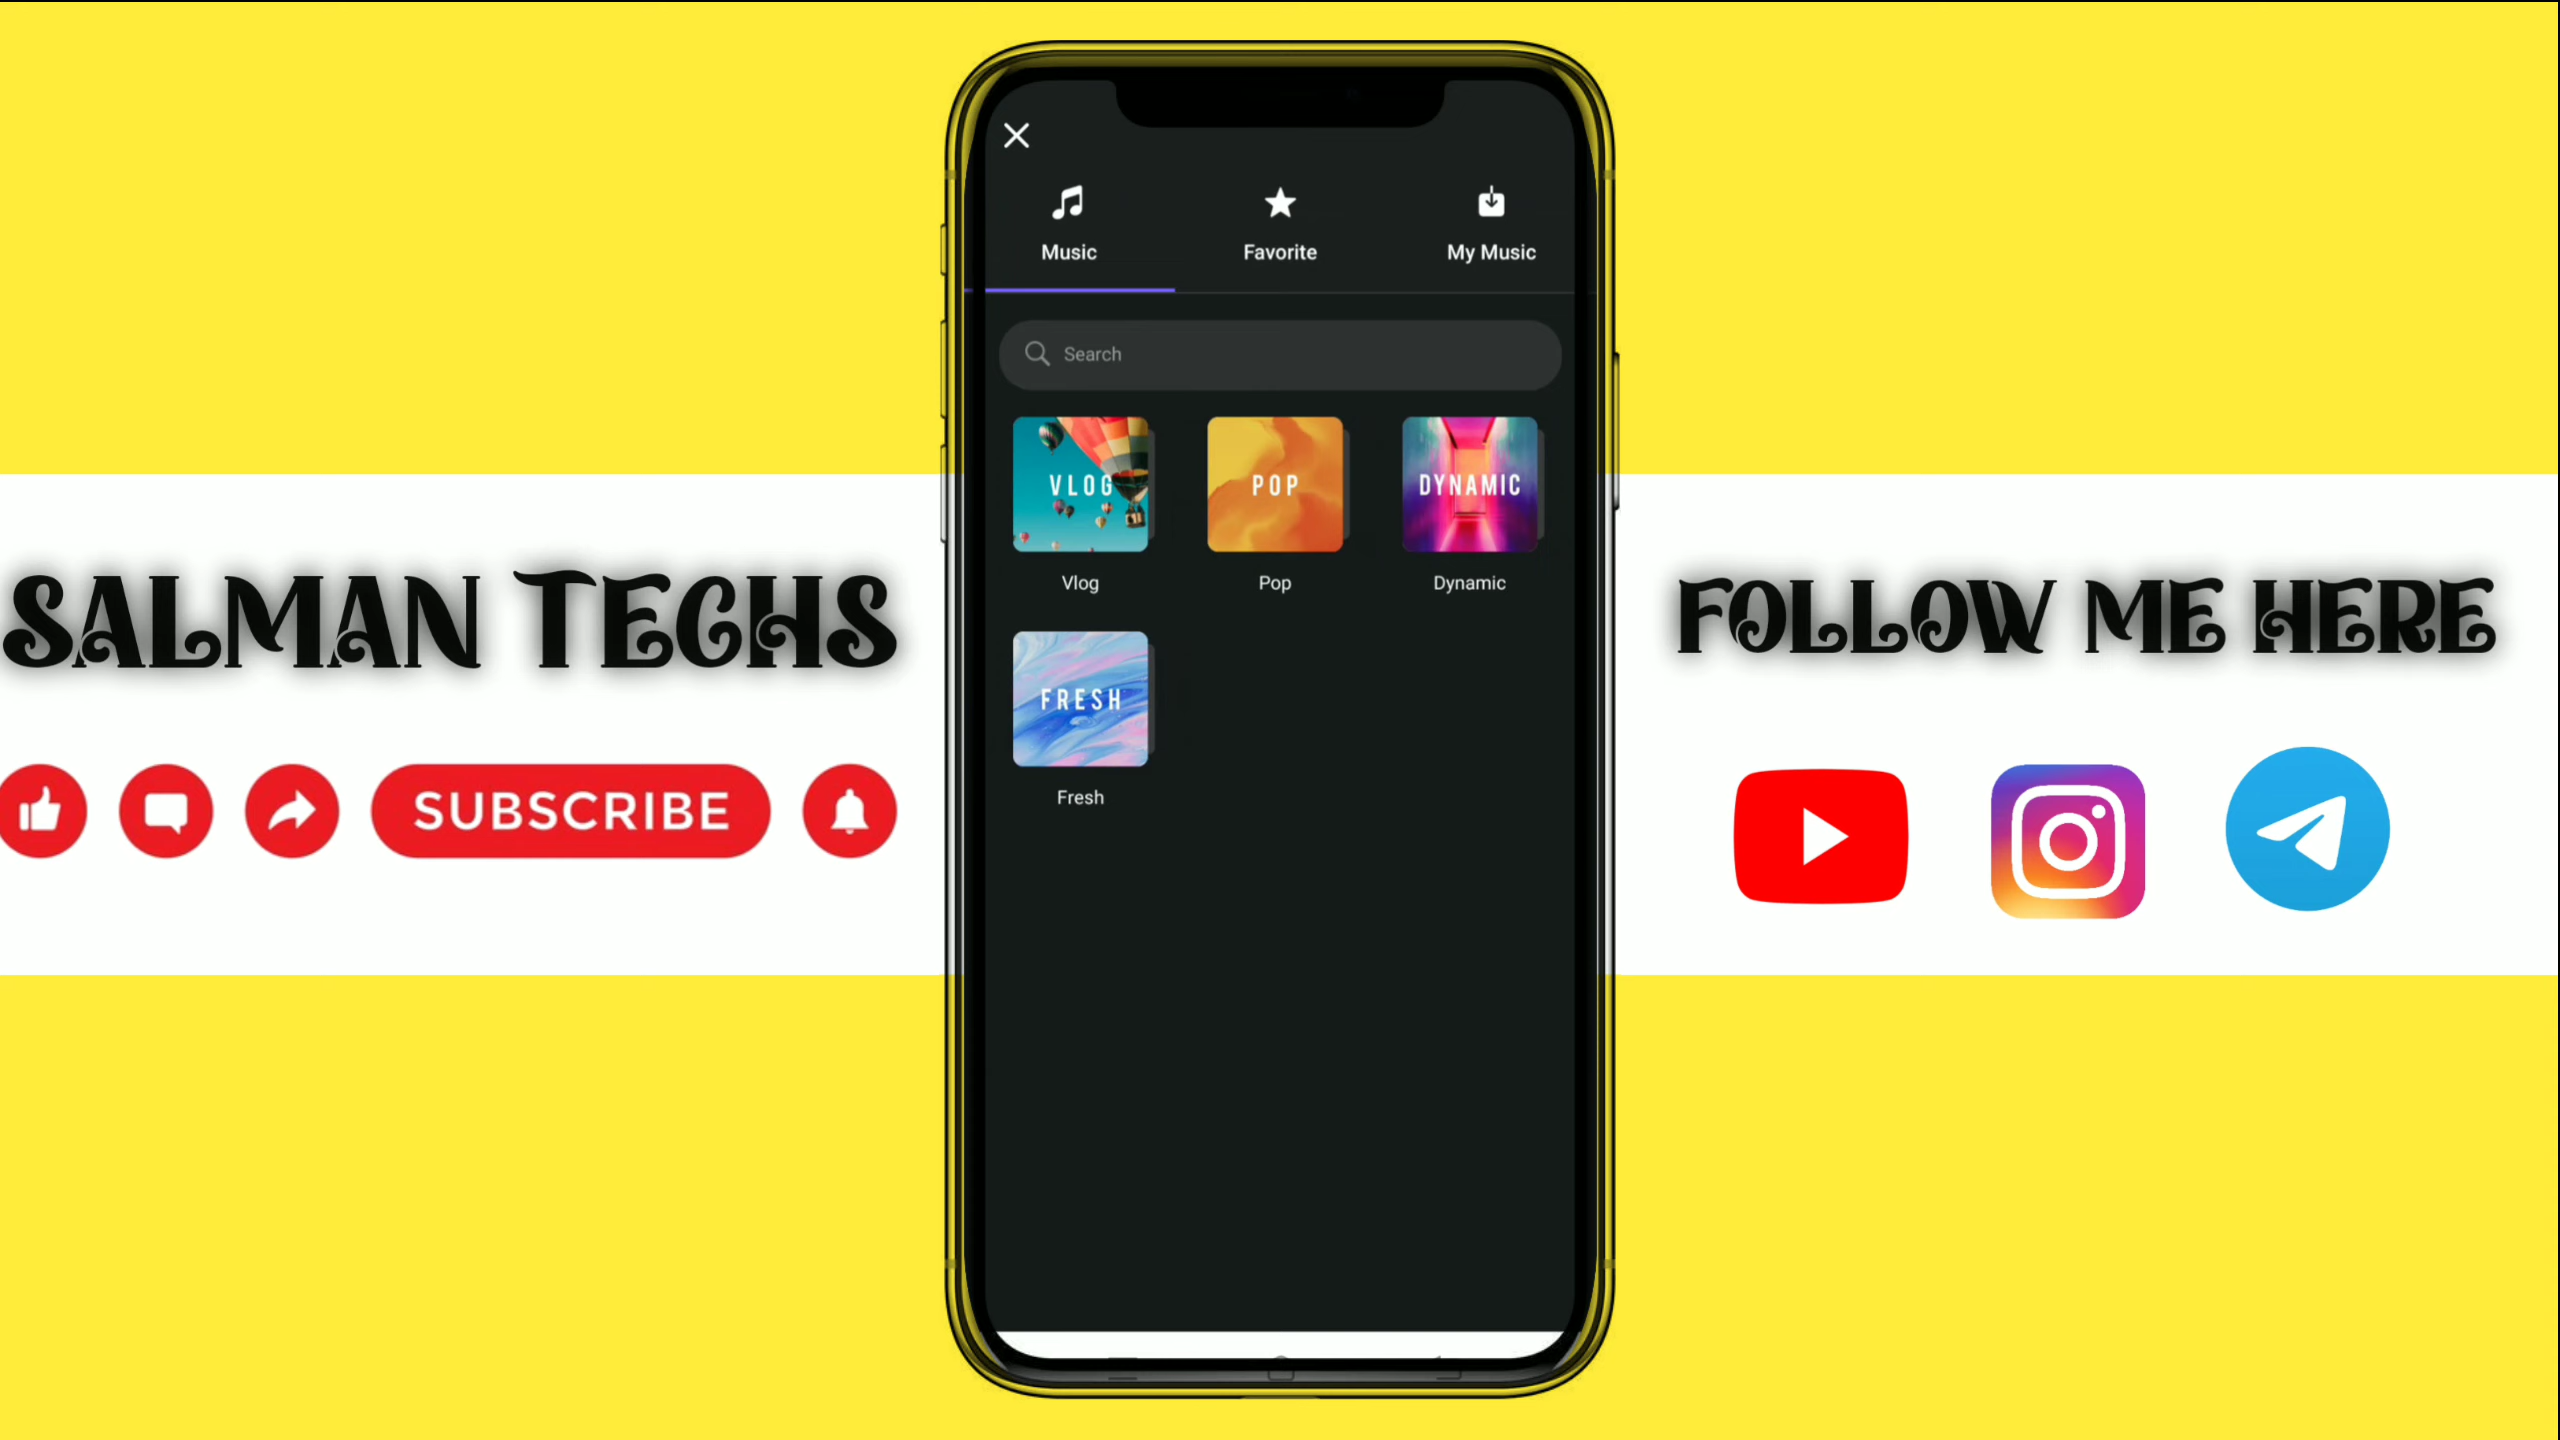 Music Favorite My Music
Search
VLOG POP DYNAMIC
Vlog Pop Dynamic
FRESH
Fresh
SALMAN TECHS
SUBSCRIBE
FOLLOW ME HERE